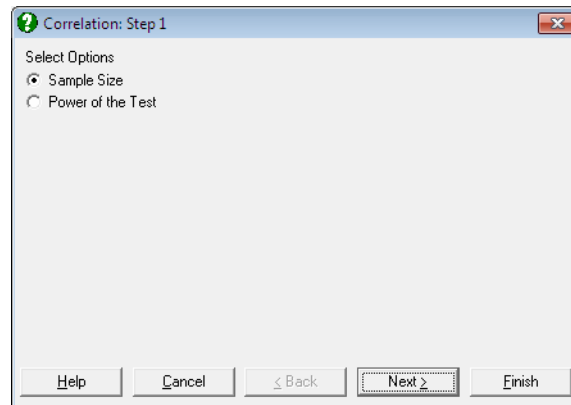 Correlation: Step 1
Select Options
Sample Size
Power of the Test
Help Cancel < Back Next > Finish